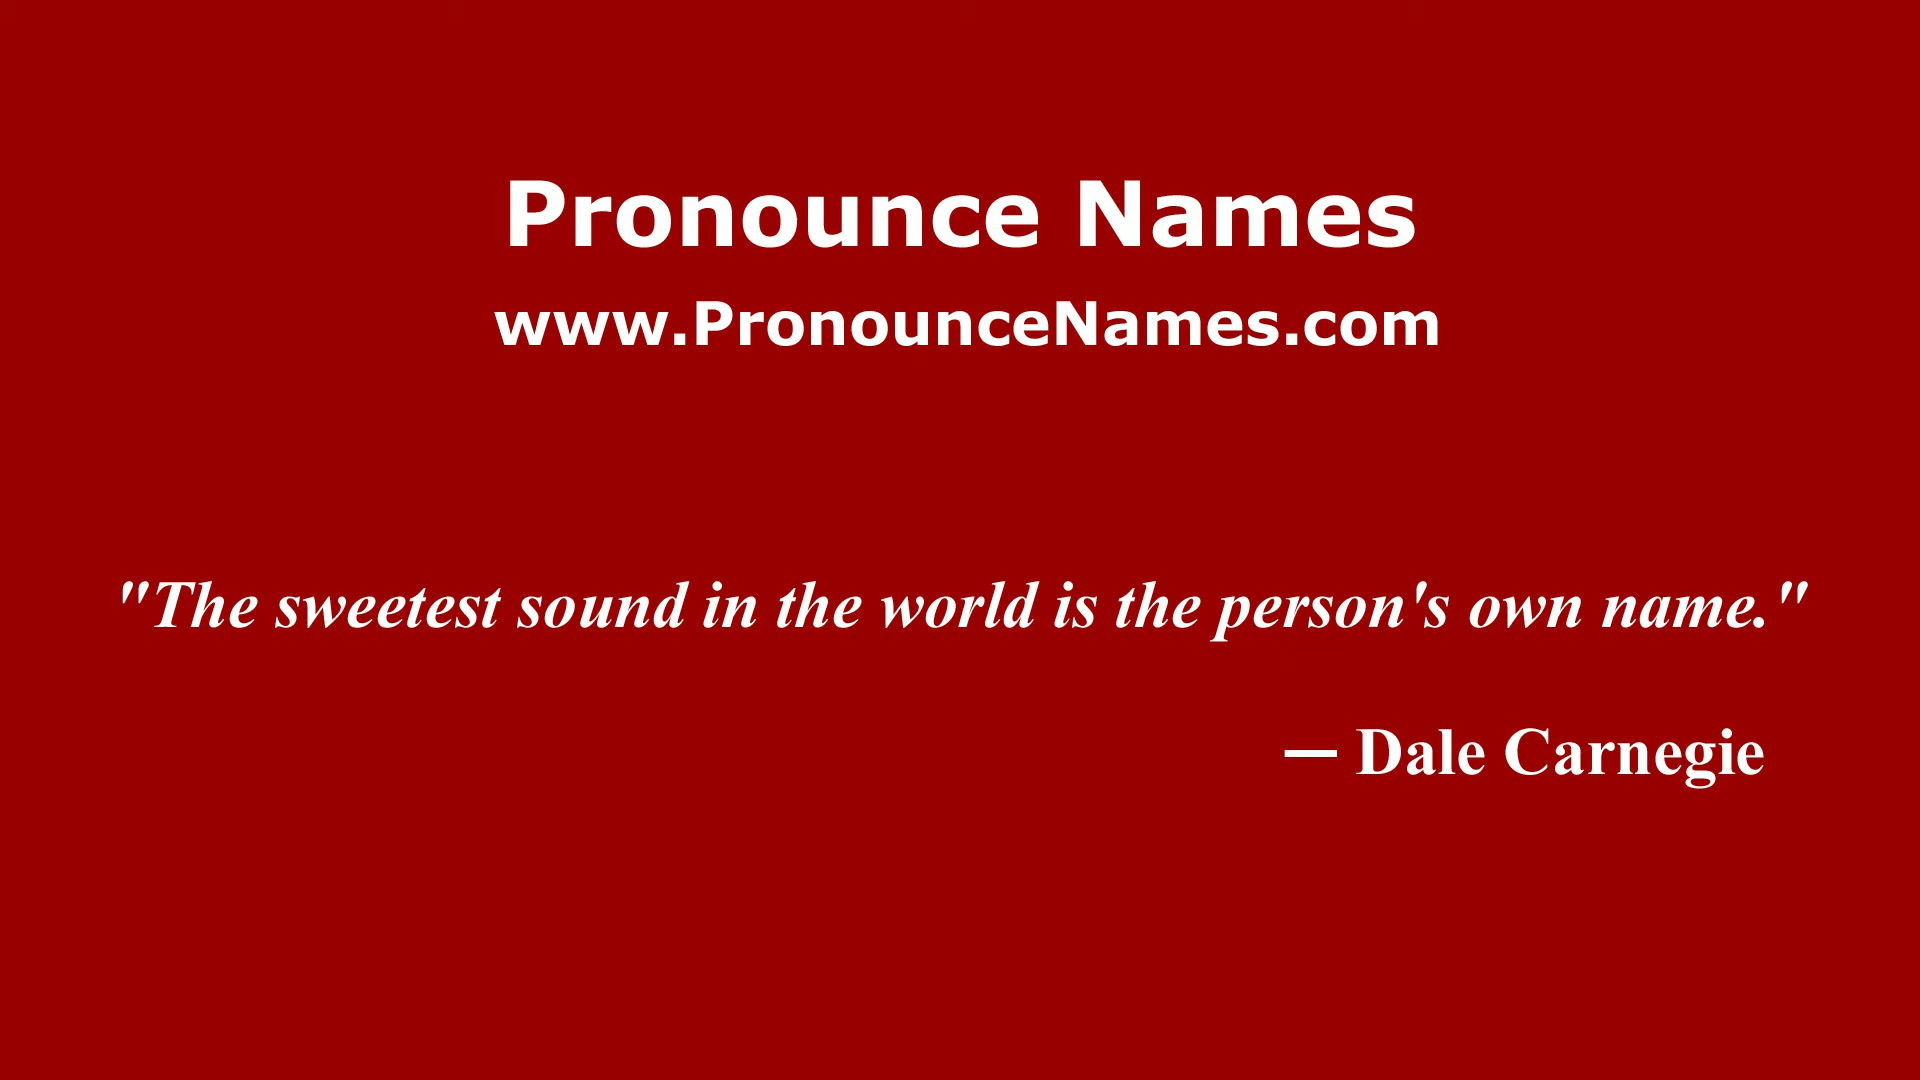 Pronounce Names
www.PronounceNames.com
"The sweetest sound in the world is the person's own name."
— Dale Carnegie